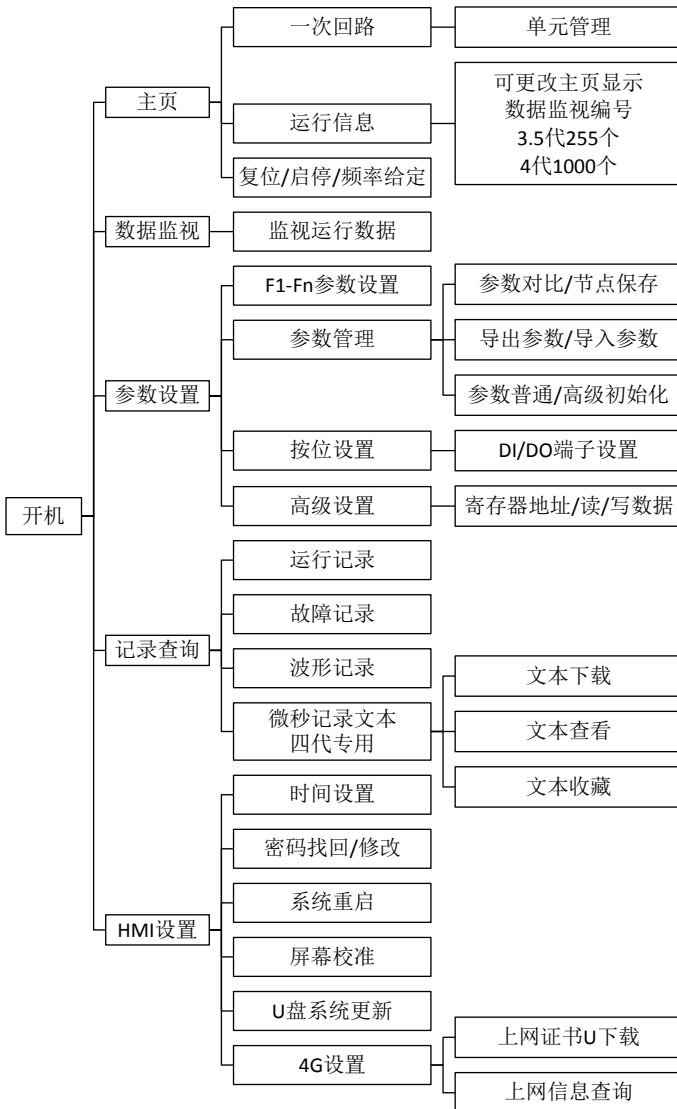 开机
主页
一次回路
单元管理
运行信息
可更改主页显示
数据监视编号
3.5代255个
4代1000个
复位/启停/频率给定
数据监视
监视运行数据
参数设置
F1-Fn参数设置
参数管理
参数对比/节点保存
导出参数/导入参数
参数普通/高级初始化
按位设置
DI/DO端子设置
高级设置
寄存器地址/读/写数据
记录查询
运行记录
故障记录
波形记录
微秒记录文本
四代专用
文本下载
文本查看
文本收藏
HMI设置
时间设置
密码找回/修改
系统重启
屏幕校准
U盘系统更新
4G设置
上网证书U下载
上网信息查询